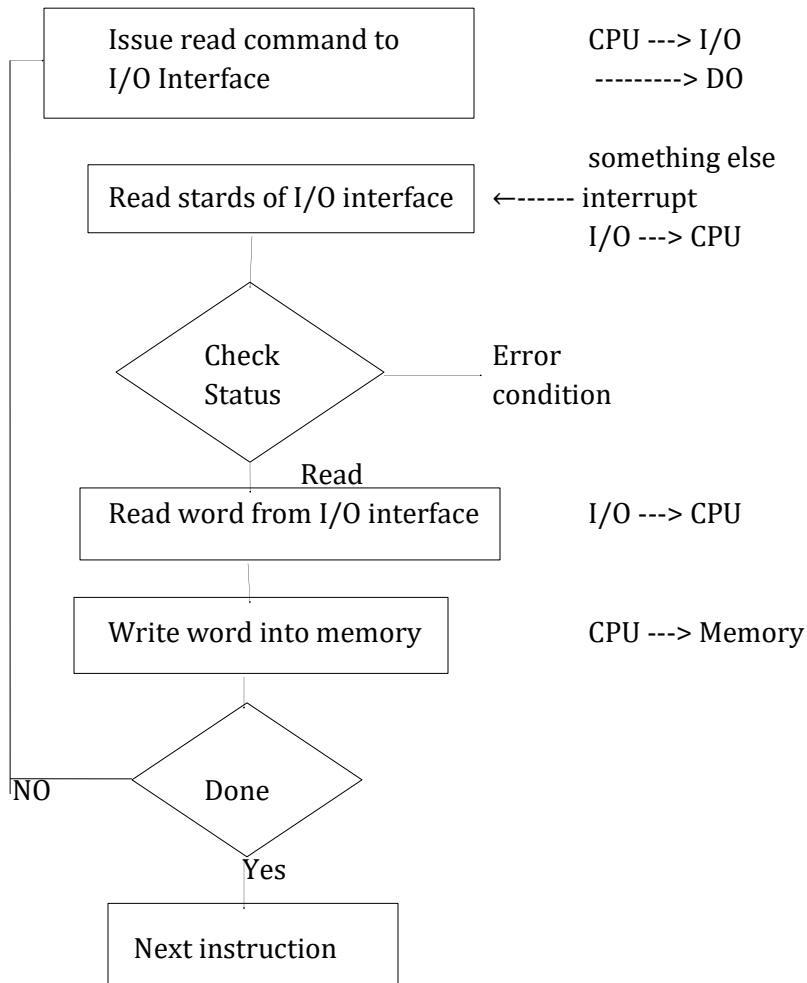 Issue read command to
I/O Interface
CPU ---> I/O
---------> DO
something else
Read stards of I/O interface
←------ interrupt
I/O ---> CPU
Check
Status
Error
condition
Read
Read word from I/O interface
I/O ---> CPU
Write word into memory
CPU ---> Memory
NO
Done
Yes
Next instruction